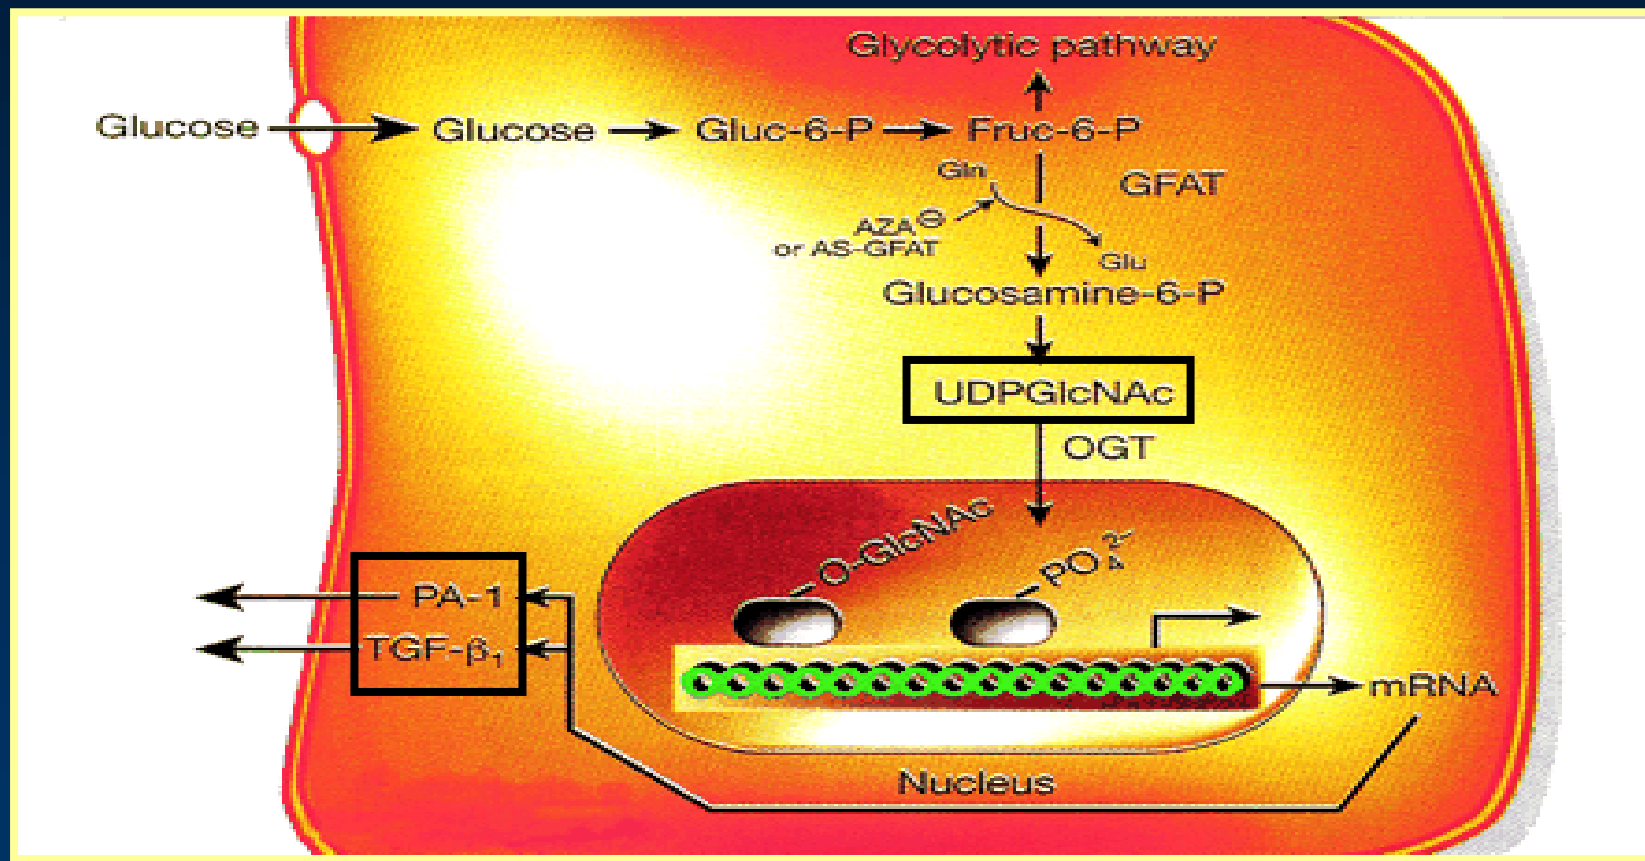 Glycolytic pathway
Glucose Glucose Gluc-6-P Fruc-6-P
Gln
GFAT
AZA⊖
or AS-GFAT
Glu
Glucosamine-6-P
UDPGlcNAc
OGT
O-GlcNAc
PO₄²⁻
PA-1
TGF-β₁
mRNA
Nucleus